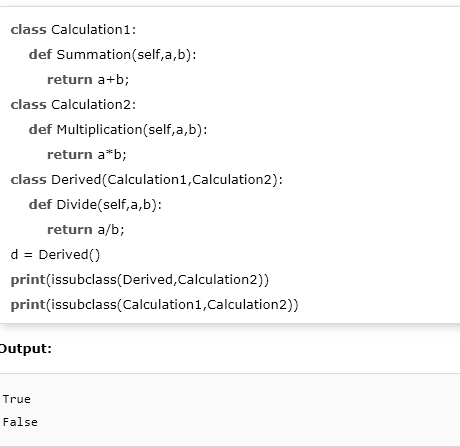 class Calculation1:
def Summation(self,a,b):
return a+b;
class Calculation2:
def Multiplication(self,a,b):
return a*b;
class Derived(Calculation1,Calculation2):
def Divide(self,a,b):
return a/b;
d = Derived()
print(issubclass(Derived,Calculation2))
print(issubclass(Calculation1,Calculation2))
Output:
True
False